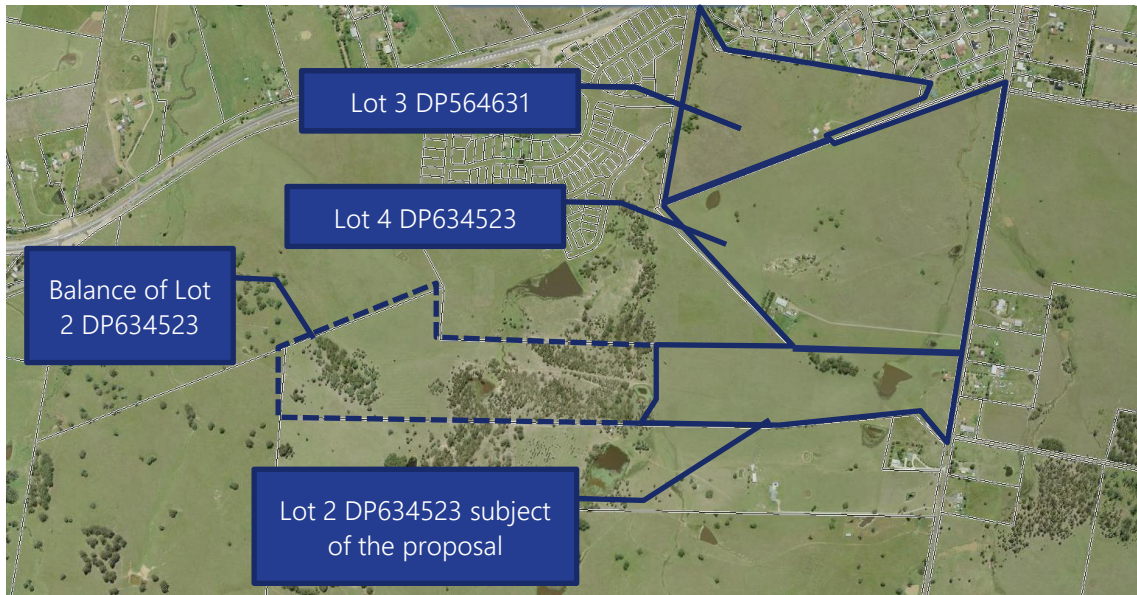 Lot 3 DP564631
Lot 4 DP634523
Balance of Lot
2 DP634523
Lot 2 DP634523 subject
of the proposal